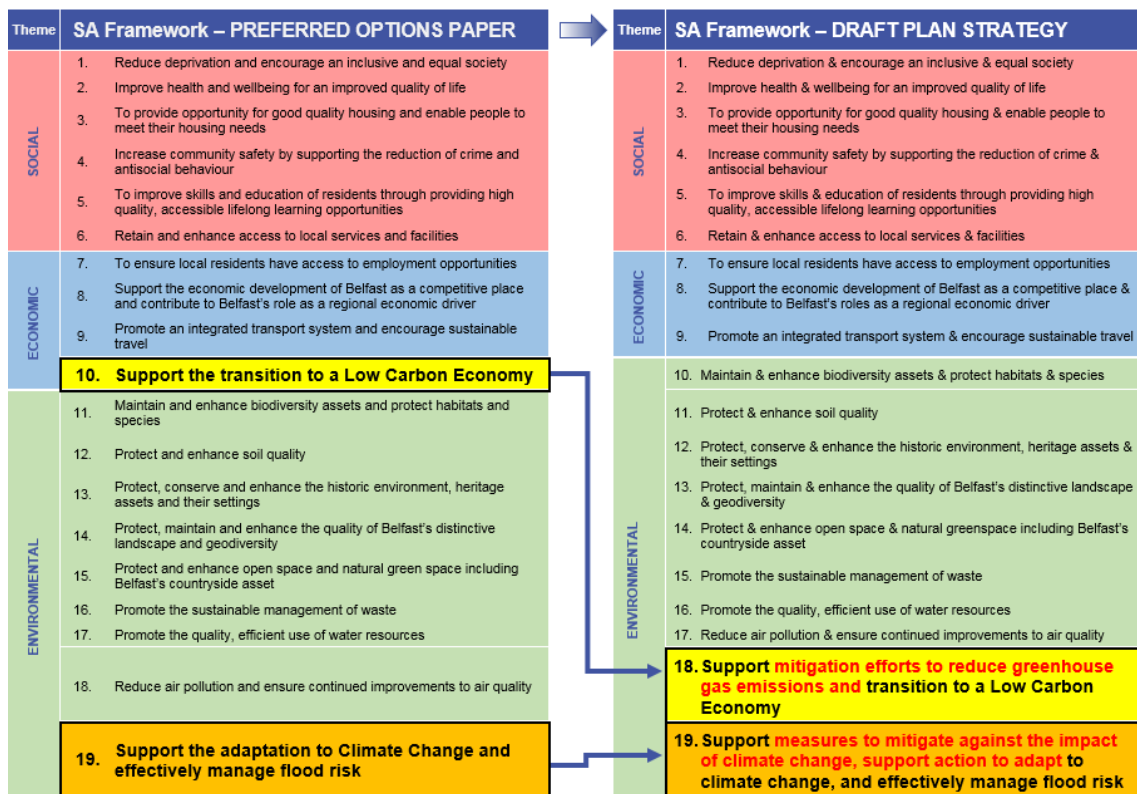 Theme
SA Framework – PREFERRED OPTIONS PAPER
SOCIAL
1. Reduce deprivation and encourage an inclusive and equal society
2. Improve health and wellbeing for an improved quality of life
3. To provide opportunity for good quality housing and enable people to
meet their housing needs
4. Increase community safety by supporting the reduction of crime and
antisocial behaviour
5. To improve skills and education of residents through providing high
quality, accessible lifelong learning opportunities
6. Retain and enhance access to local services and facilities
ECONOMIC
7. To ensure local residents have access to employment opportunities
8. Support the economic development of Belfast as a competitive place
and contribute to Belfast's role as a regional economic driver
9. Promote an integrated transport system and encourage sustainable
travel
10. Support the transition to a Low Carbon Economy
ENVIRONMENTAL
11. Maintain and enhance biodiversity assets and protect habitats and
species
12. Protect and enhance soil quality
13. Protect, conserve and enhance the historic environment, heritage
assets and their settings
14. Protect, maintain and enhance the quality of Belfast's distinctive
landscape and geodiversity
15. Protect and enhance open space and natural green space including
Belfast's countryside asset
16. Promote the sustainable management of waste
17. Promote the quality, efficient use of water resources
18. Reduce air pollution and ensure continued improvements to air quality
19. Support the adaptation to Climate Change and
effectively manage flood risk
Theme
SA Framework – DRAFT PLAN STRATEGY
SOCIAL
1. Reduce deprivation & encourage an inclusive & equal society
2. Improve health & wellbeing for an improved quality of life
3. To provide opportunity for good quality housing & enable people to
meet their housing needs
4. Increase community safety by supporting the reduction of crime &
antisocial behaviour
5. To improve skills & education of residents through providing high
quality, accessible lifelong learning opportunities
6. Retain & enhance access to local services & facilities
ECONOMIC
7. To ensure local residents have access to employment opportunities
8. Support the economic development of Belfast as a competitive place &
contribute to Belfast's roles as a regional economic driver
9. Promote an integrated transport system & encourage sustainable travel
ENVIRONMENTAL
10. Maintain & enhance biodiversity assets & protect habitats & species
11. Protect & enhance soil quality
12. Protect, conserve & enhance the historic environment, heritage assets &
their settings
13. Protect, maintain & enhance the quality of Belfast's distinctive landscape
& geodiversity
14. Protect & enhance open space & natural greenspace including Belfast's
countryside asset
15. Promote the sustainable management of waste
16. Promote the quality, efficient use of water resources
17. Reduce air pollution & ensure continued improvements to air quality
18. Support mitigation efforts to reduce greenhouse
gas emissions and transition to a Low Carbon
Economy
19. Support measures to mitigate against the impact
of climate change, support action to adapt to
climate change, and effectively manage flood risk